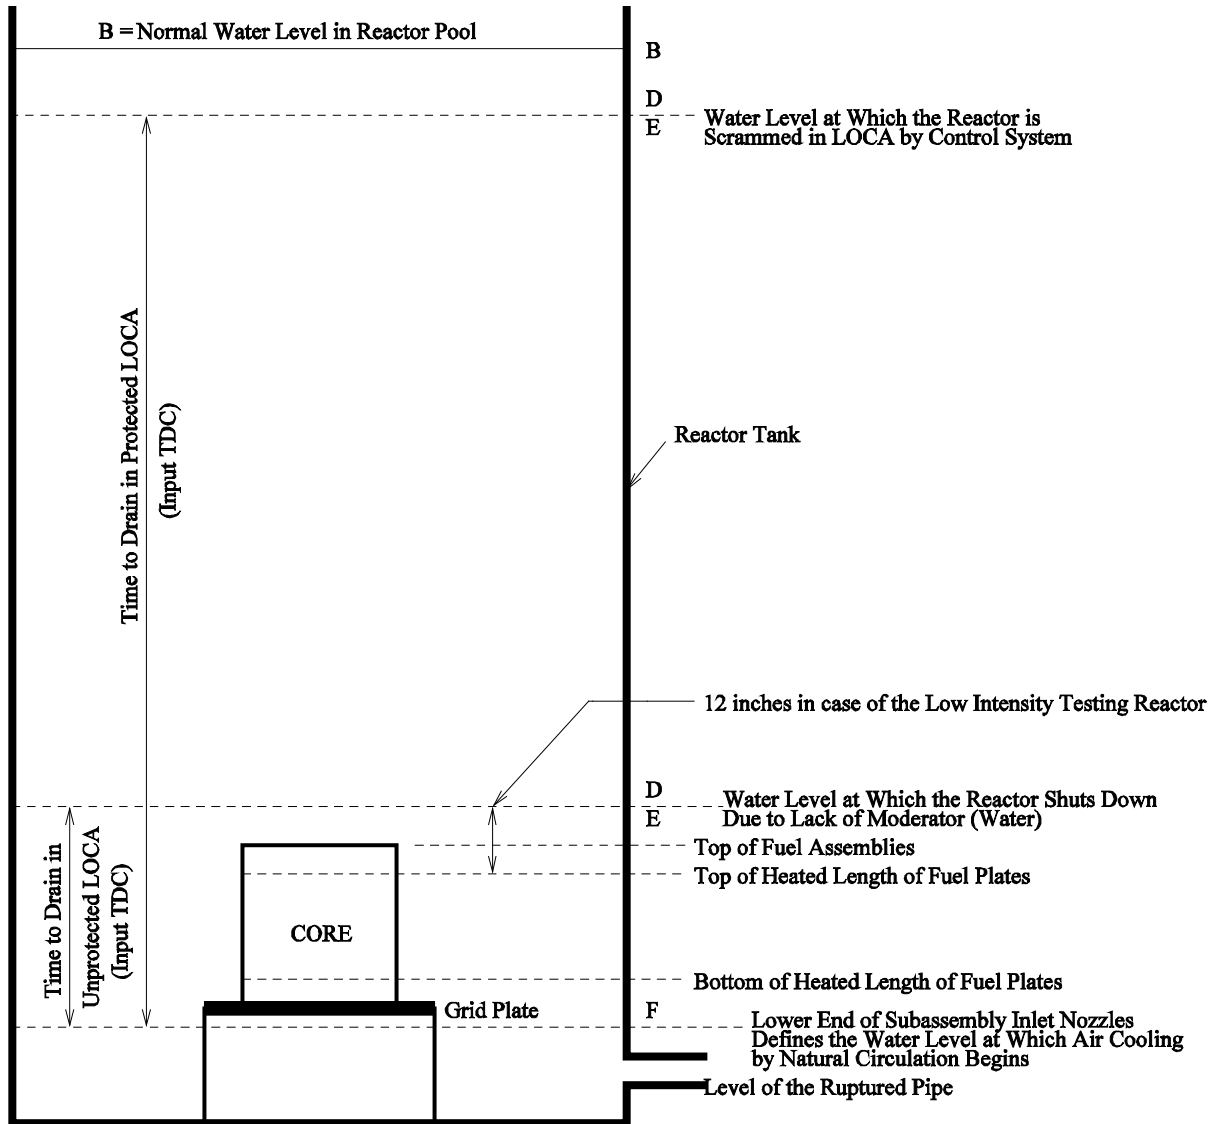 B = Normal Water Level in Reactor Pool
B
D
E
Water Level at Which the Reactor is
Scrammed in LOCA by Control System
Time to Drain in Protected LOCA
(Input TDC)
Reactor Tank
12 inches in case of the Low Intensity Testing Reactor
D
E
Water Level at Which the Reactor Shuts Down
Due to Lack of Moderator (Water)
Top of Fuel Assemblies
Top of Heated Length of Fuel Plates
Time to Drain in
Unprotected LOCA
(Input TDC)
CORE
Bottom of Heated Length of Fuel Plates
Grid Plate
F
Lower End of Subassembly Inlet Nozzles
Defines the Water Level at Which Air Cooling
by Natural Circulation Begins
Level of the Ruptured Pipe